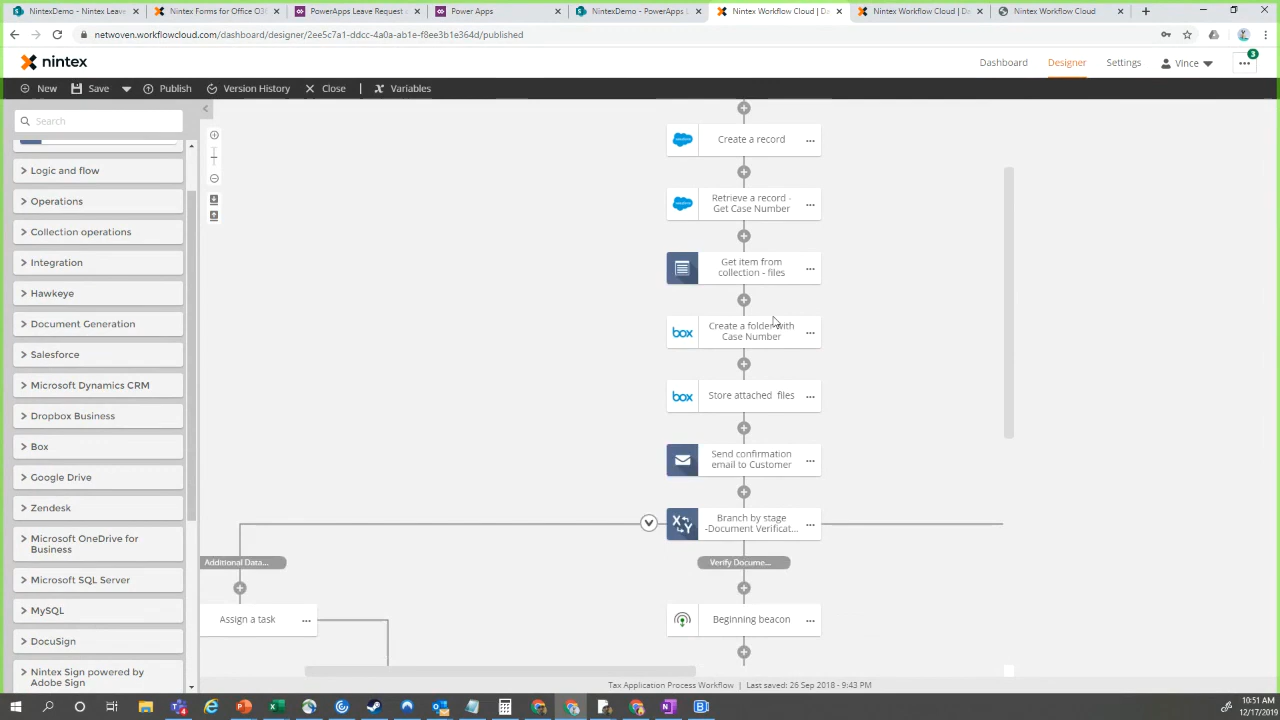 NintexDemo - Nintex Leave
Nintex Forms for Office O3
PowerApps Leave Request
Power Apps
NintexDemo - PowerApps
Nintex Workflow Cloud | Da
Nintex Workflow Cloud | Da
Nintex Workflow Cloud
netwoven.workflowcloud.com/dashboard/designer/2ee5c7a1-ddcc-4a0a-ab1e-f8ee3b1e364d/published
nintex
Dashboard
Designer
Settings
Vince
3
New
Save
Publish
Version History
Close
Variables
Search
Logic and flow
Operations
Collection operations
Integration
Hawkeye
Document Generation
Salesforce
Microsoft Dynamics CRM
Dropbox Business
Box
Google Drive
Zendesk
Microsoft OneDrive for
Business
Microsoft SQL Server
MySQL
DocuSign
Nintex Sign powered by
Adobe Sign
Create a record
Retrieve a record -
Get Case Number
Get item from
collection - files
box
Create a folder with
Case Number
box
Store attached files
Send confirmation
email to Customer
Branch by stage
-Document Verificat...
Additional Data...
Verify Docume...
Assign a task
Beginning beacon
Tax Application Process Workflow | Last saved: 26 Sep 2018 - 9:43 PM
10:51 AM
12/17/2019